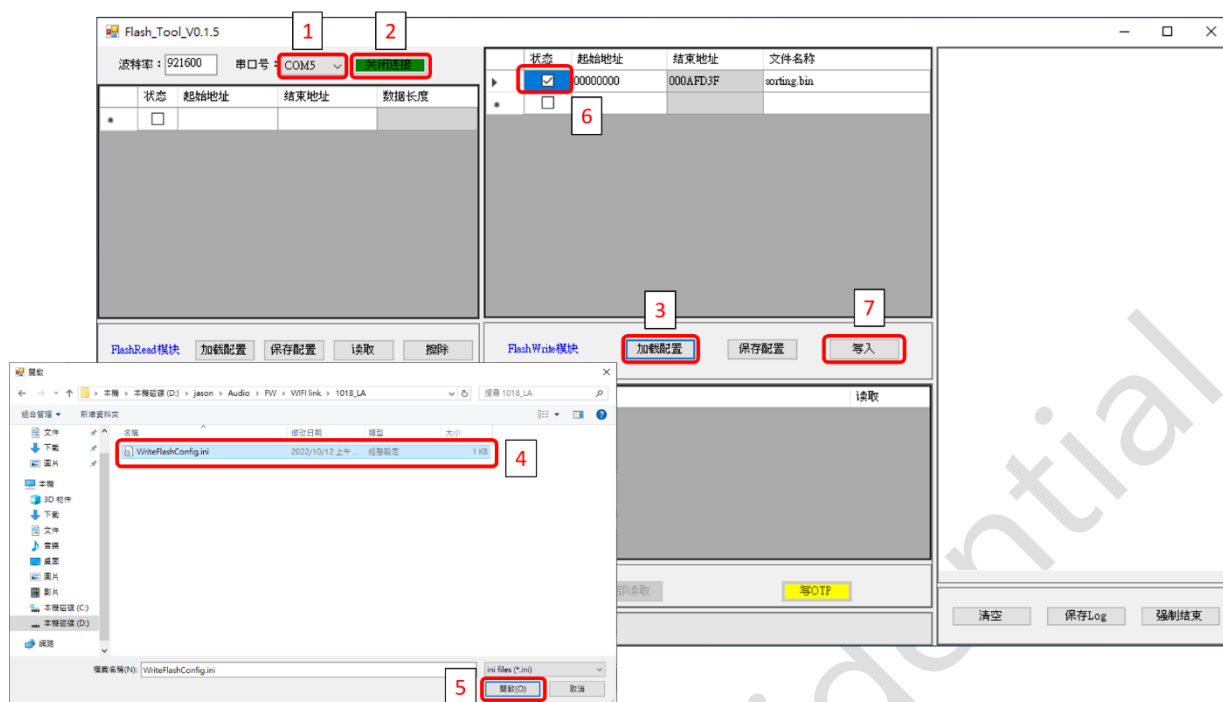 Flash_Tool_V0.1.5
1
2
波特率：
921600
串口号：
COM5
关闭连接
状态 起始地址 结束地址 数据长度
状态 起始地址 结束地址 文件名称
00000000 000AFD3F sorting.bin
6
3
7
FlashRead模块 加载配置 保存配置 读取 擦除
FlashWrite模块 加载配置 保存配置 写入
開啟
本機 › 本機磁碟 (D:) › jason › Audio › FW › WIFI link › 1018_LA
搜尋 1018_LA
組合管理 新增資料夾
名稱 修改日期 類型 大小
WriteFlashConfig.ini 2022/10/12 上午 ... 組態設定 1 KB
4
文件
下載
圖片
本機
3D 物件
下載
文件
音樂
桌面
圖片
影片
本機磁碟 (C:)
本機磁碟 (D:)
網路
檔案名稱(N): WriteFlashConfig.ini
ini files (*.ini)
5
開啟(O) 取消
读取
部读取
写OTP
清空 保存Log 强制结束